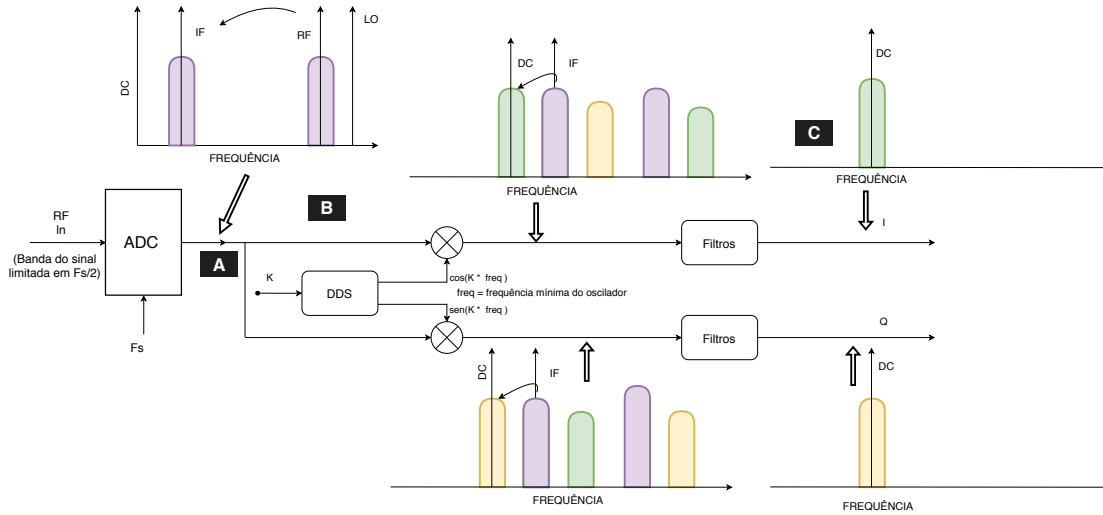 LO
IF
RF
DC
FREQUÊNCIA
DC
IF
FREQUÊNCIA
DC
C
FREQUÊNCIA
RF
In
(Banda do sinal
limitada em Fs/2)
ADC
Fs
A
B
K
DDS
cos(K * freq )
freq = frequência mínima do oscilador
sen(K * freq )
Filtros
I
Filtros
Q
DC
IF
FREQUÊNCIA
DC
FREQUÊNCIA